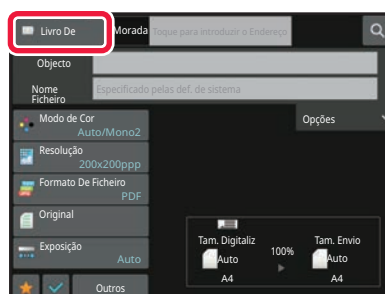 Livro De
Morada
Toque para introduzir o Endereço
Objecto
Nome
Ficheiro
Especificado pelas def. de sistema
Modo de Cor
Auto/Mono2
Opções
Resolução
200x200ppp
Formato De Ficheiro
PDF
Original
Exposição
Auto
Tam. Digitaliz
100%
Tam. Envio
Auto
Auto
A4
A4
Outros